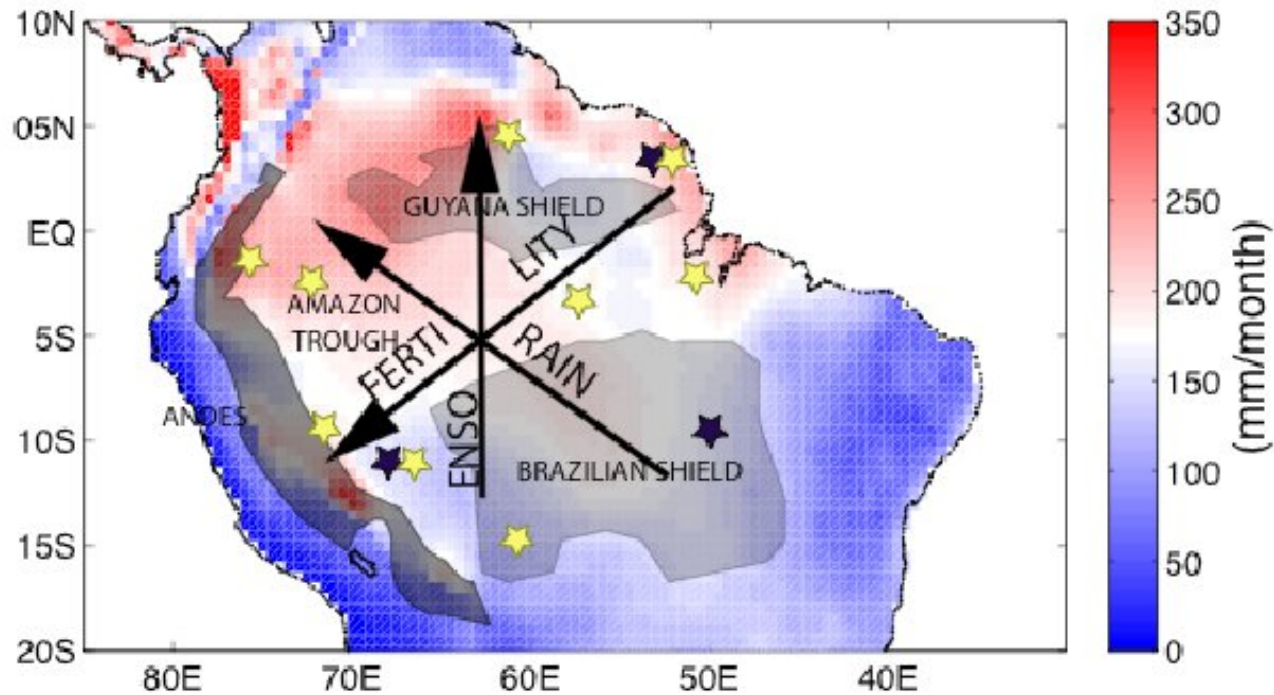 10N
05N
EQ
5S
10S
15S
20S
80E
70E
60E
50E
40E
GUYANA SHIELD
AMAZON
TROUGH
ANDES
BRAZILIAN SHIELD
FERTI LITY
RAIN
ENSO
350
300
250
200
150
100
50
0
(mm/month)